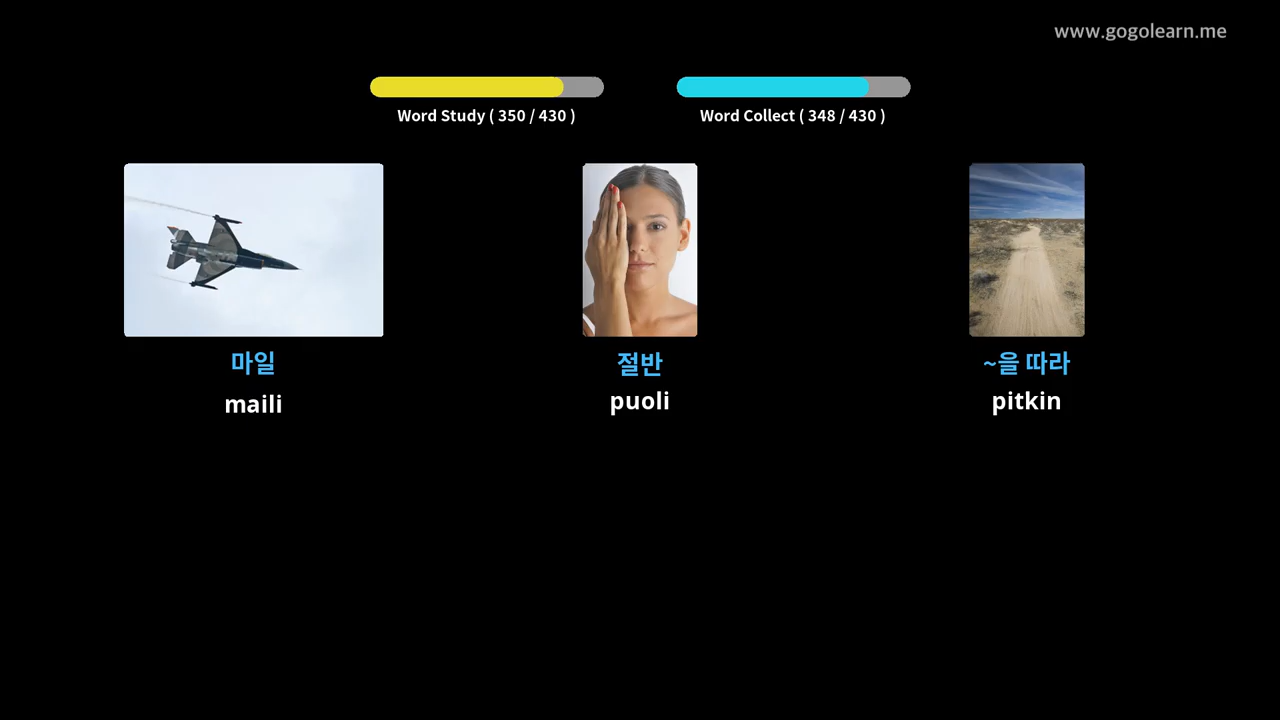 www.gogolearn.me
Word Study ( 350 / 430 )
Word Collect ( 348 / 430 )
마일
maili
절반
puoli
~을 따라
pitkin